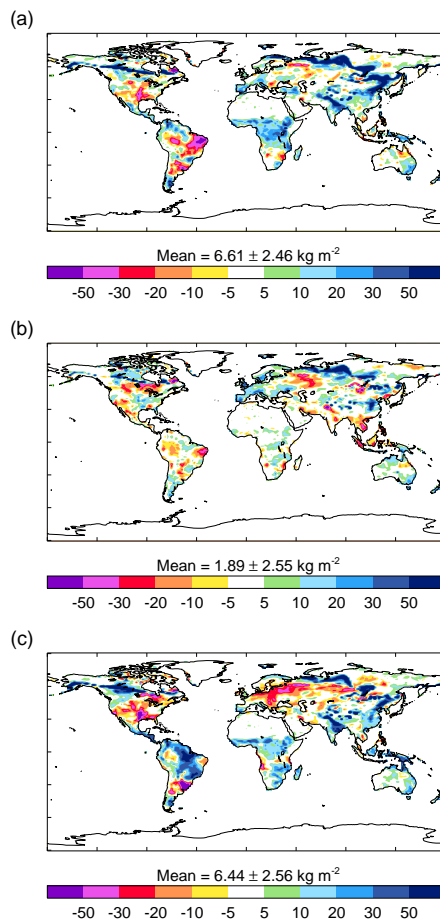 (a)
Mean = 6.61 ± 2.46 kg m-2
-50 -30 -20 -10 -5 5 10 20 30 50
(b)
Mean = 1.89 ± 2.55 kg m-2
-50 -30 -20 -10 -5 5 10 20 30 50
(c)
Mean = 6.44 ± 2.56 kg m-2
-50 -30 -20 -10 -5 5 10 20 30 50